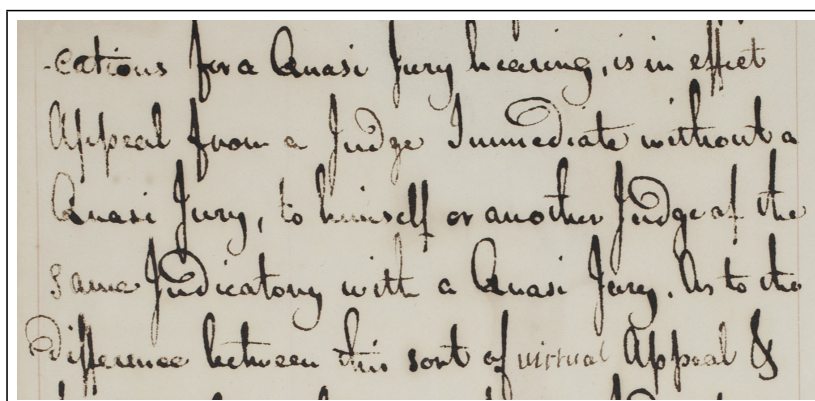 -cations for a Quasi Jury hearing, is in effect
Appeal from a Judge Immediate without a
Quasi Jury, to himself or another Judge of the
same Judicatory with a Quasi Jury. As to the
difference between this sort of virtual Appeal &